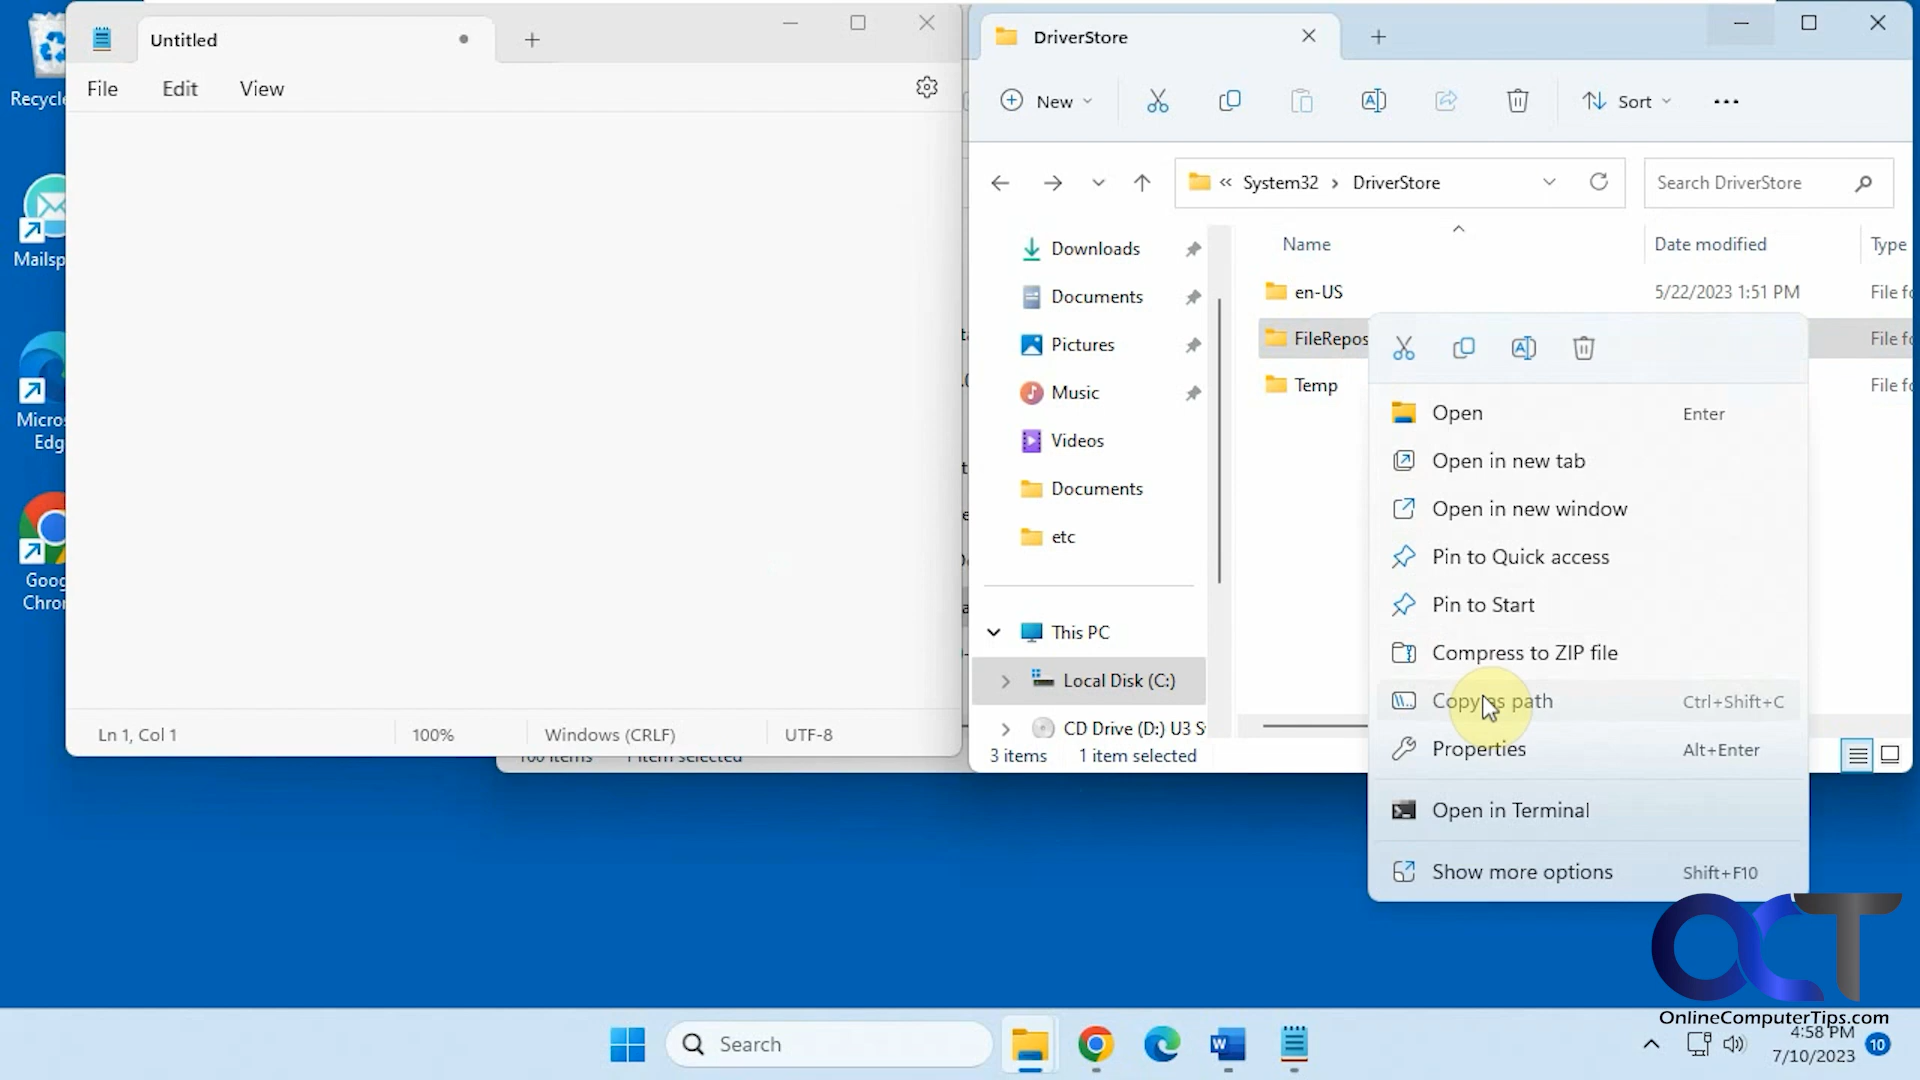 Recycle
Mailsp
Micros
Edg
Goog
Chron
Untitled
File
Edit
View
Ln 1, Col 1
100%
Windows (CRLF)
UTF-8
1 item selected
DriverStore
New
Sort
« System32 › DriverStore
Search DriverStore
Name
Date modified
Type
Downloads
Documents
Pictures
Music
Videos
Documents
etc
This PC
Local Disk (C:)
CD Drive (D:) U3 S
3 items
1 item selected
en-US
5/22/2023 1:51 PM
File fo
FileRepos
File fo
Temp
File fo
Open
Enter
Open in new tab
Open in new window
Pin to Quick access
Pin to Start
Compress to ZIP file
Copy as path
Ctrl+Shift+C
Properties
Alt+Enter
Open in Terminal
Show more options
Shift+F10
OCT
OnlineComputerTips.com
Search
4:58 PM
7/10/2023
10